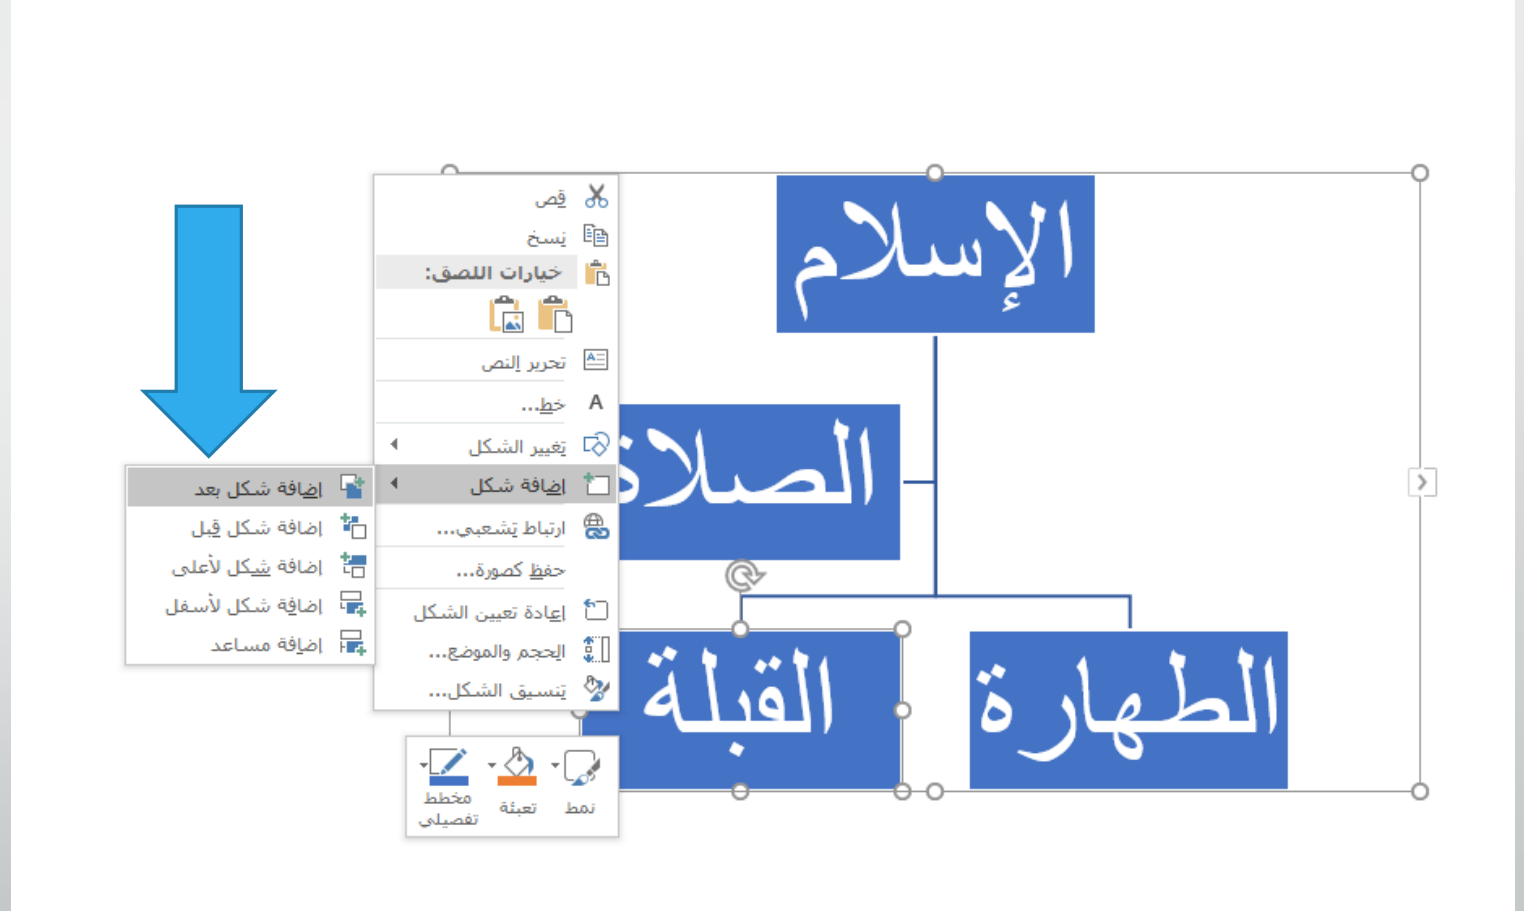 الإسلام
الصلاة
الطهارة
القبلة
قص
نسخ
خيارات اللصق:
تحرير النص
خط...
تغيير الشكل
إضافة شكل
ارتباط تشعبي...
حفظ كصورة...
إعادة تعيين الشكل
الحجم والموضع...
تنسيق الشكل...
إضافة شكل بعد
إضافة شكل قبل
إضافة شكل لأعلى
إضافة شكل لأسفل
إضافة مساعد
نمط
تعبئة
مخطط
تفصيلي